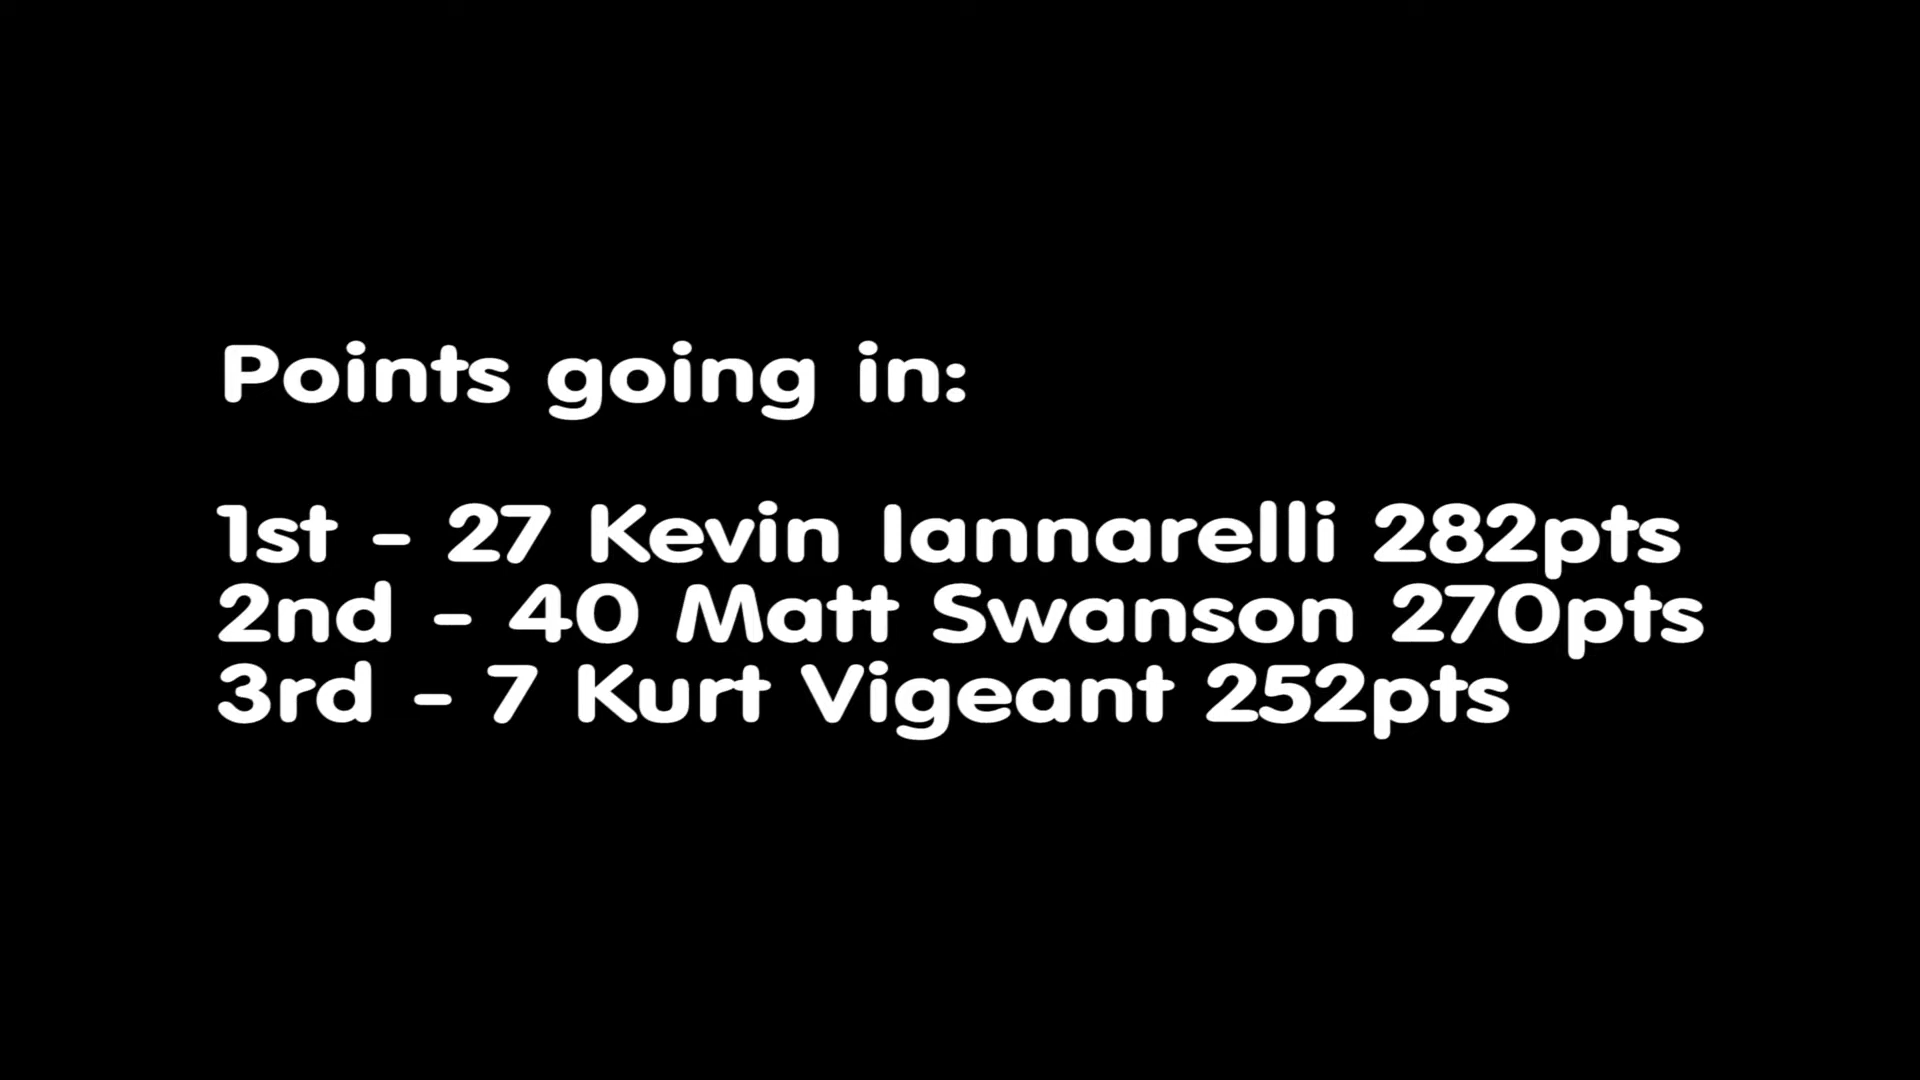 Points going in:
1st - 27 Kevin Iannarelli 282pts
2nd - 40 Matt Swanson 270pts
3rd - 7 Kurt Vigeant 252pts